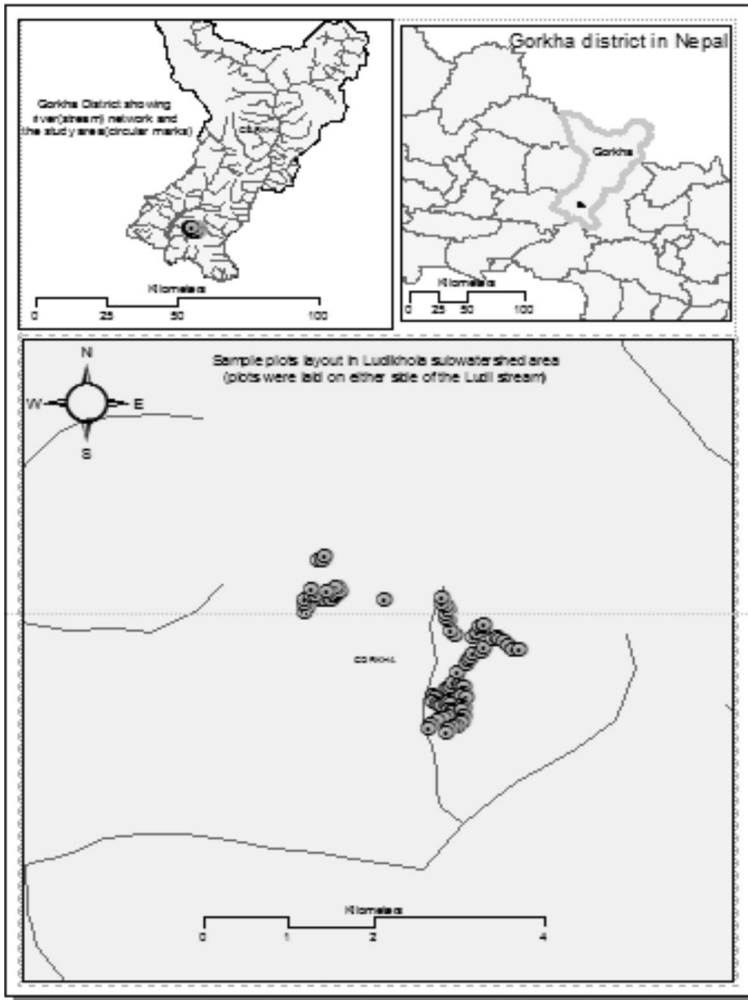 Gorkha District showing
river(stream) network and
the study area(circular marks)
GORKHA
Kilometers
0 25 50 100
Gorkha district in Nepal
Gorkha
Kilometers
0 25 50 100
Sample plots layout in Ludikhola subwatershed area
(plots were laid on either side of the Ludi stream)
N
W E
S
GORKHA
Kilometers
0 1 2 4